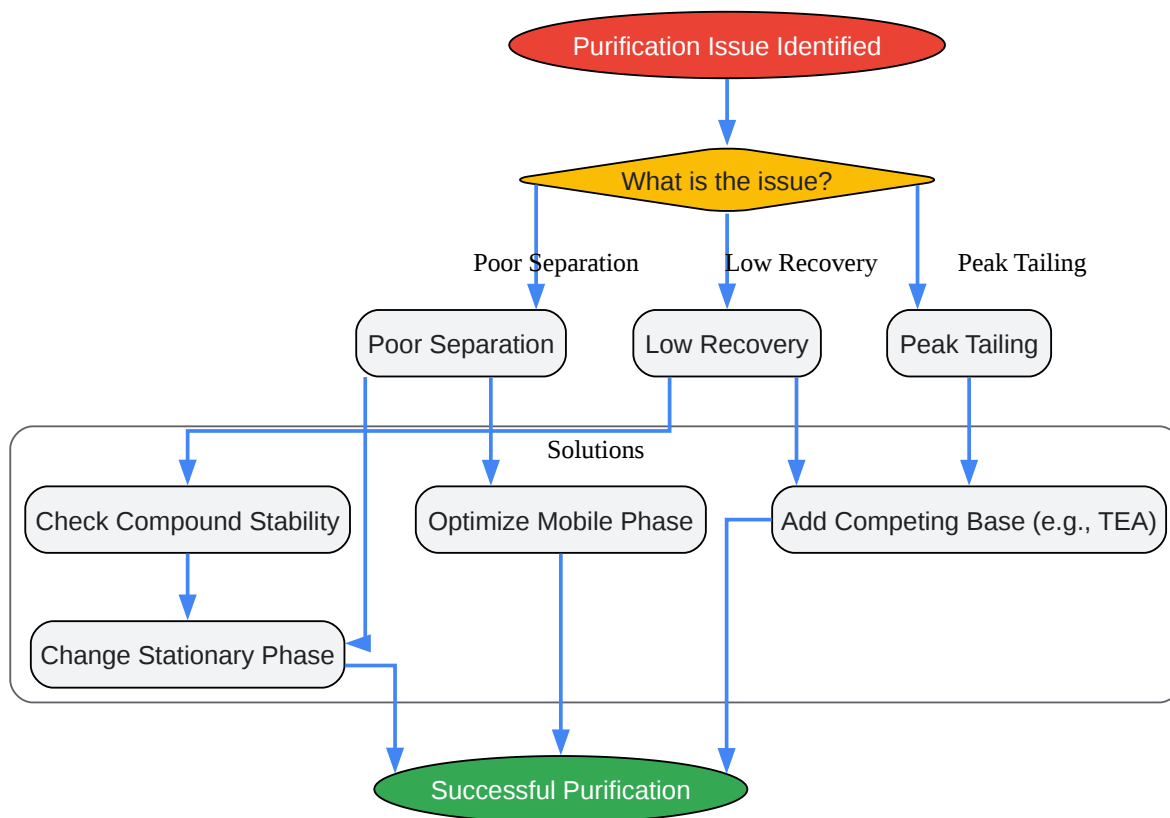 Purification Issue Identified
What is the issue?
Poor Separation
Low Recovery
Peak Tailing
Poor Separation
Low Recovery
Peak Tailing
Solutions
Check Compound Stability
Optimize Mobile Phase
Add Competing Base (e.g., TEA)
Change Stationary Phase
Successful Purification